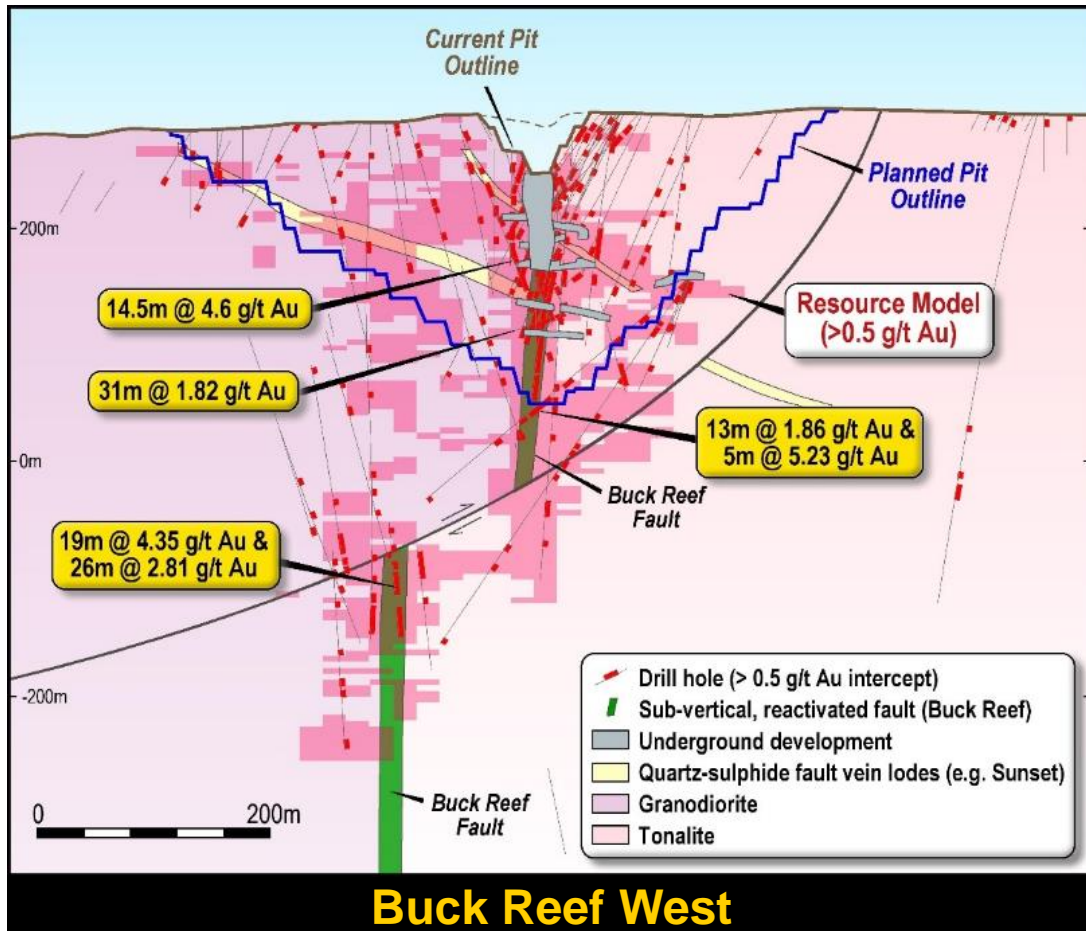 Current Pit
Outline
Planned Pit
Outline
200m
14.5m @ 4.6 g/t Au
Resource Model
(>0.5 g/t Au)
31m @ 1.82 g/t Au
13m @ 1.86 g/t Au &
5m @ 5.23 g/t Au
0m
Buck Reef
Fault
19m @ 4.35 g/t Au &
26m @ 2.81 g/t Au
-200m
Drill hole (> 0.5 g/t Au intercept)
Sub-vertical, reactivated fault (Buck Reef)
Underground development
Quartz-sulphide fault vein lodes (e.g. Sunset)
Granodiorite
Tonalite
0 200m
Buck Reef
Fault
Buck Reef West